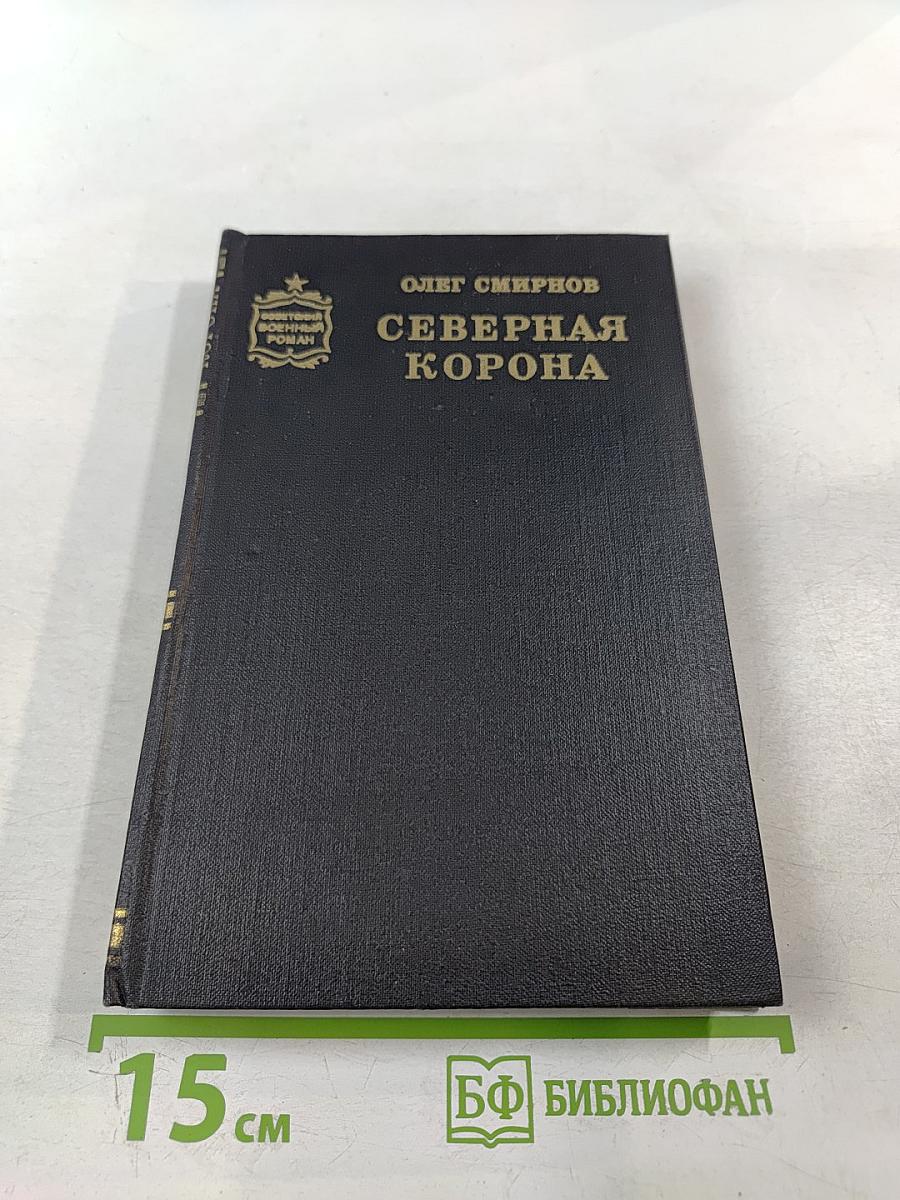 СОВЕТСКИЙ
ВОЕННЫЙ
РОМАН
ОЛЕГ СМИРНОВ
СЕВЕРНАЯ
КОРОНА
15 см
БФ БИБЛИОФАН